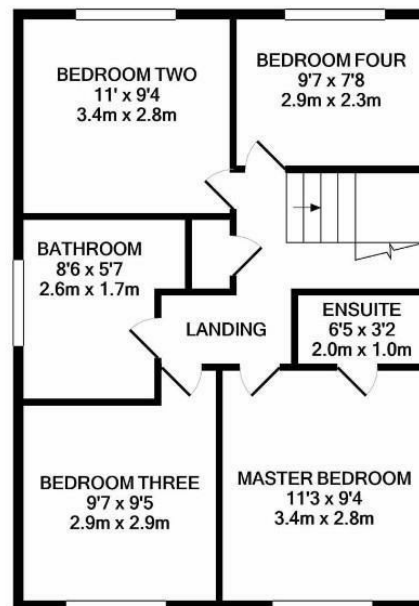 BEDROOM TWO
11' x 9'4
3.4m x 2.8m
BEDROOM FOUR
9'7 x 7'8
2.9m x 2.3m
BATHROOM
8'6 x 5'7
2.6m x 1.7m
LANDING
ENSUITE
6'5 x 3'2
2.0m x 1.0m
BEDROOM THREE
9'7 x 9'5
2.9m x 2.9m
MASTER BEDROOM
11'3 x 9'4
3.4m x 2.8m